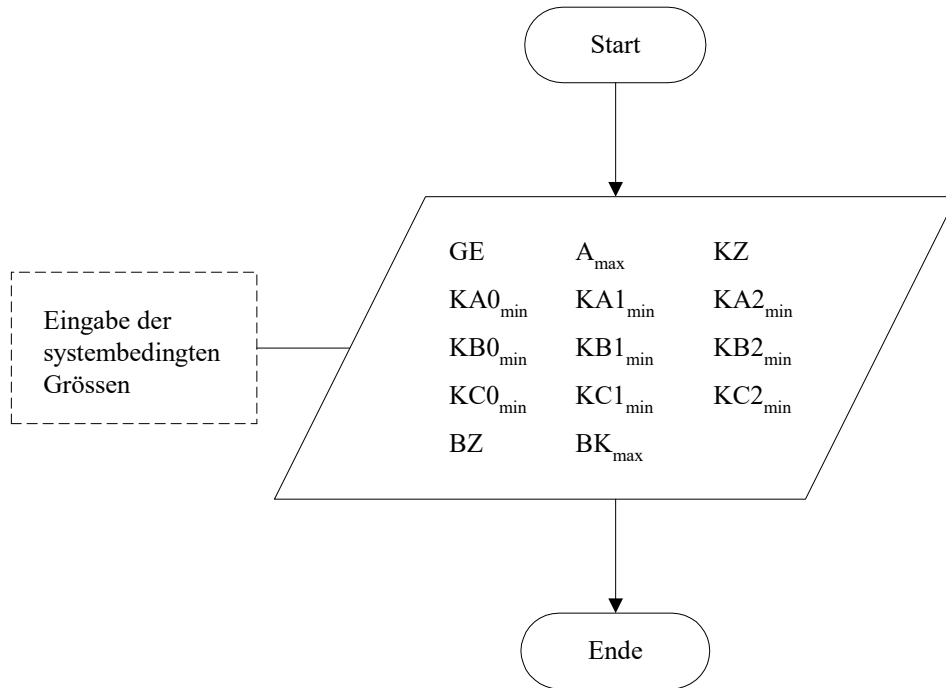 Start
GE A_max KZ
KA0_min KA1_min KA2_min
Eingabe der
systembedingten
Grössen
KB0_min KB1_min KB2_min
KC0_min KC1_min KC2_min
BZ BK_max
Ende